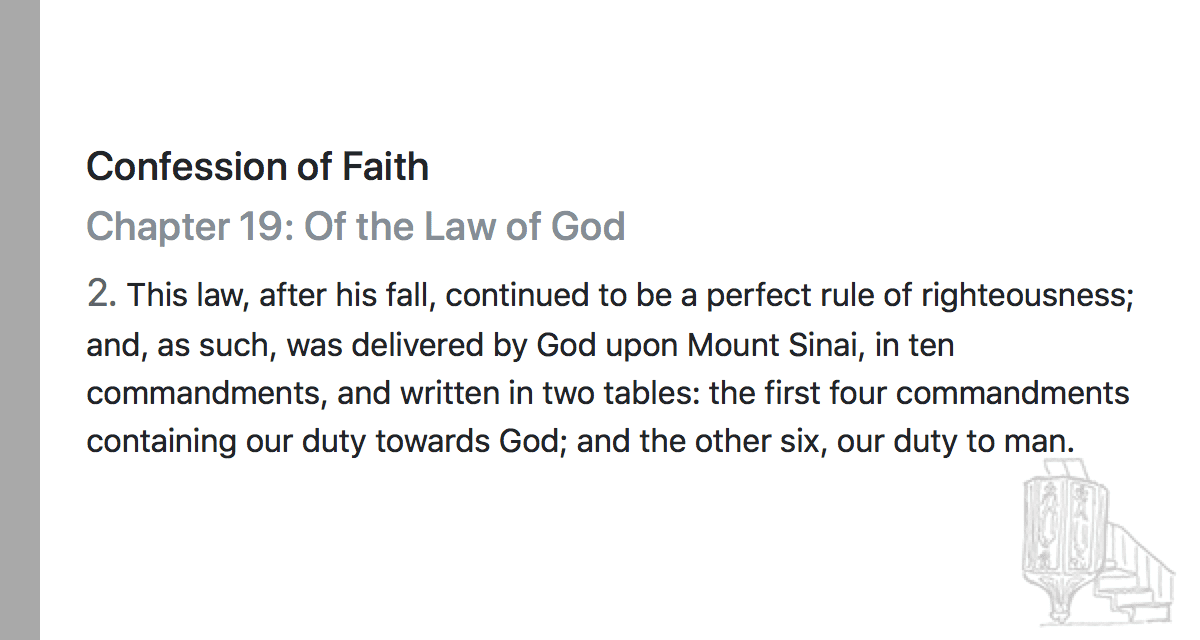 Confession of Faith
Chapter 19: Of the Law of God
2. This law, after his fall, continued to be a perfect rule of righteousness;
and, as such, was delivered by God upon Mount Sinai, in ten
commandments, and written in two tables: the first four commandments
containing our duty towards God; and the other six, our duty to man.